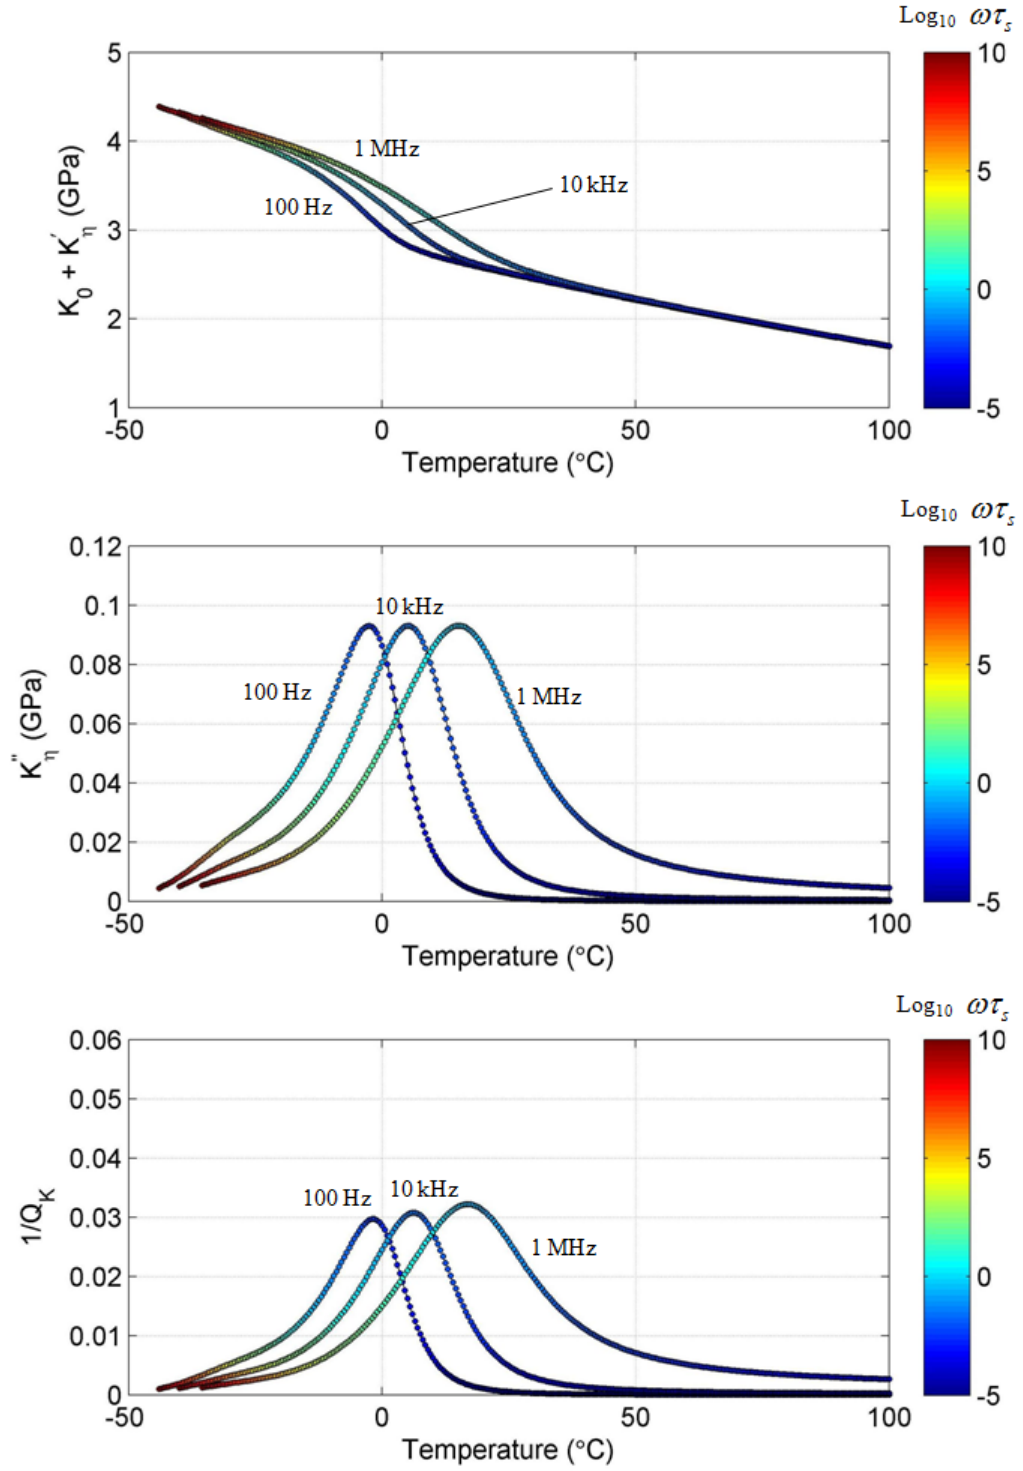 Log₁₀ ωτₛ
5
4
3
2
1
K₀ + K'η (GPa)
1 MHz
10 kHz
100 Hz
-50
0
50
100
Temperature (°C)
10
5
0
-5
Log₁₀ ωτₛ
0.12
0.1
0.08
0.06
0.04
0.02
0
K"η (GPa)
10 kHz
100 Hz
1 MHz
-50
0
50
100
Temperature (°C)
10
5
0
-5
Log₁₀ ωτₛ
0.06
0.05
0.04
0.03
0.02
0.01
0
1/Q_K
100 Hz
10 kHz
1 MHz
-50
0
50
100
Temperature (°C)
10
5
0
-5